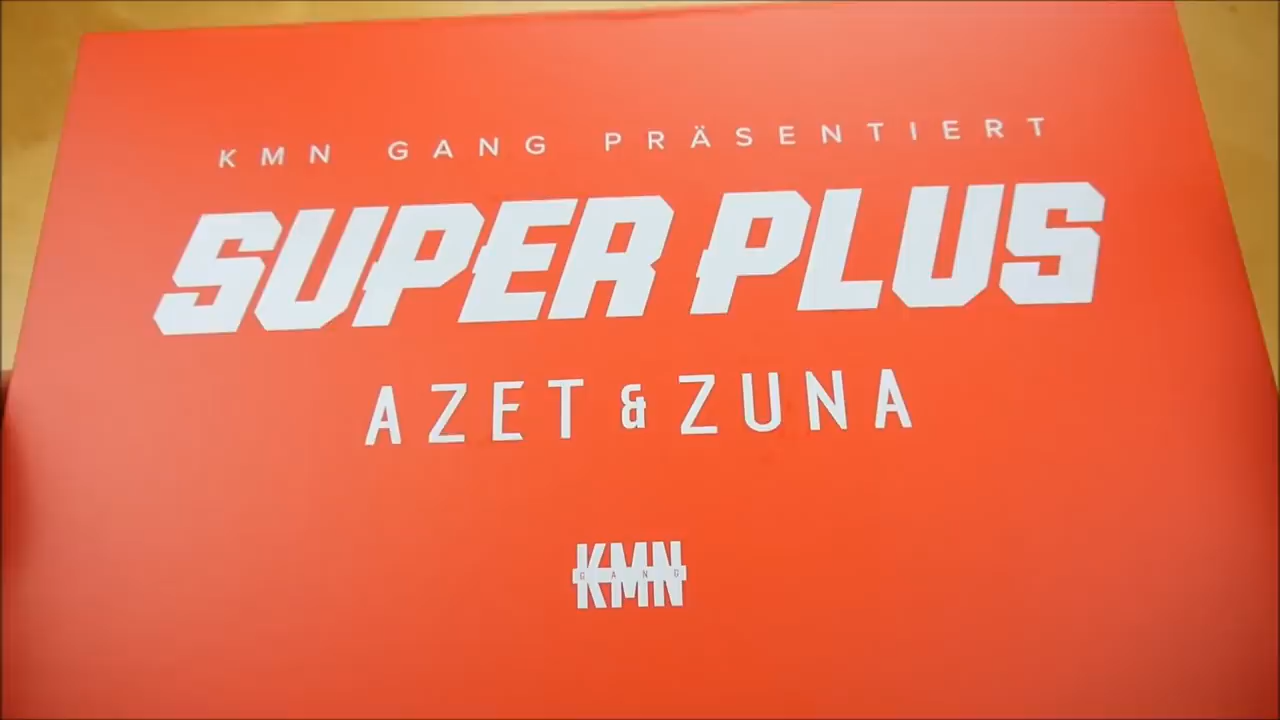 KMN GANG PRÄSENTIERT
SUPER PLUS
AZET & ZUNA
KMN
GANG